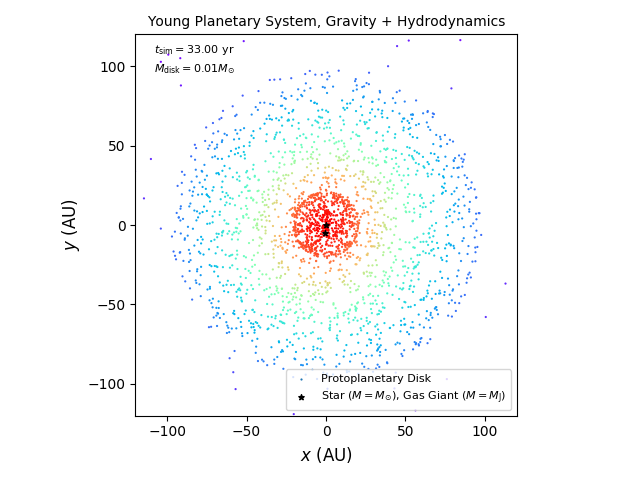 Young Planetary System, Gravity + Hydrodynamics
t_sim = 33.00 yr
M_disk = 0.01M_⊙
100
50
0
−50
−100
y (AU)
Protoplanetary Disk
Star (M = M_⊙), Gas Giant (M = M_J)
−100 −50 0 50 100
x (AU)